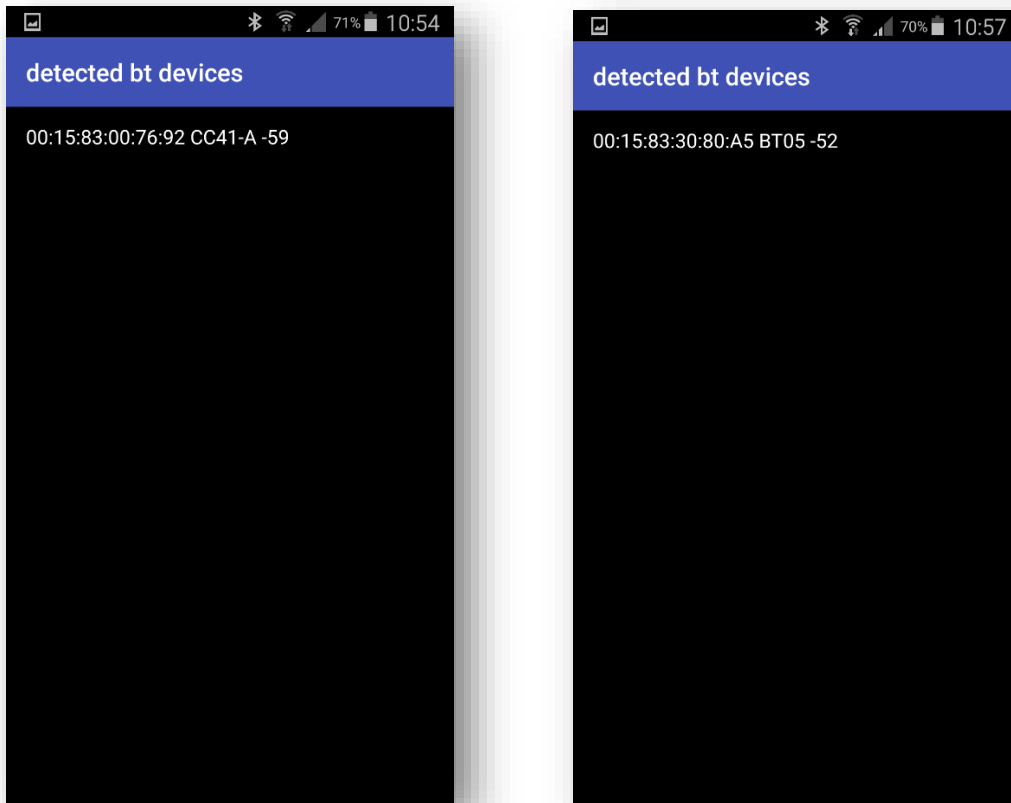 71% 10:54
detected bt devices
00:15:83:00:76:92 CC41-A -59
70% 10:57
detected bt devices
00:15:83:30:80:A5 BT05 -52